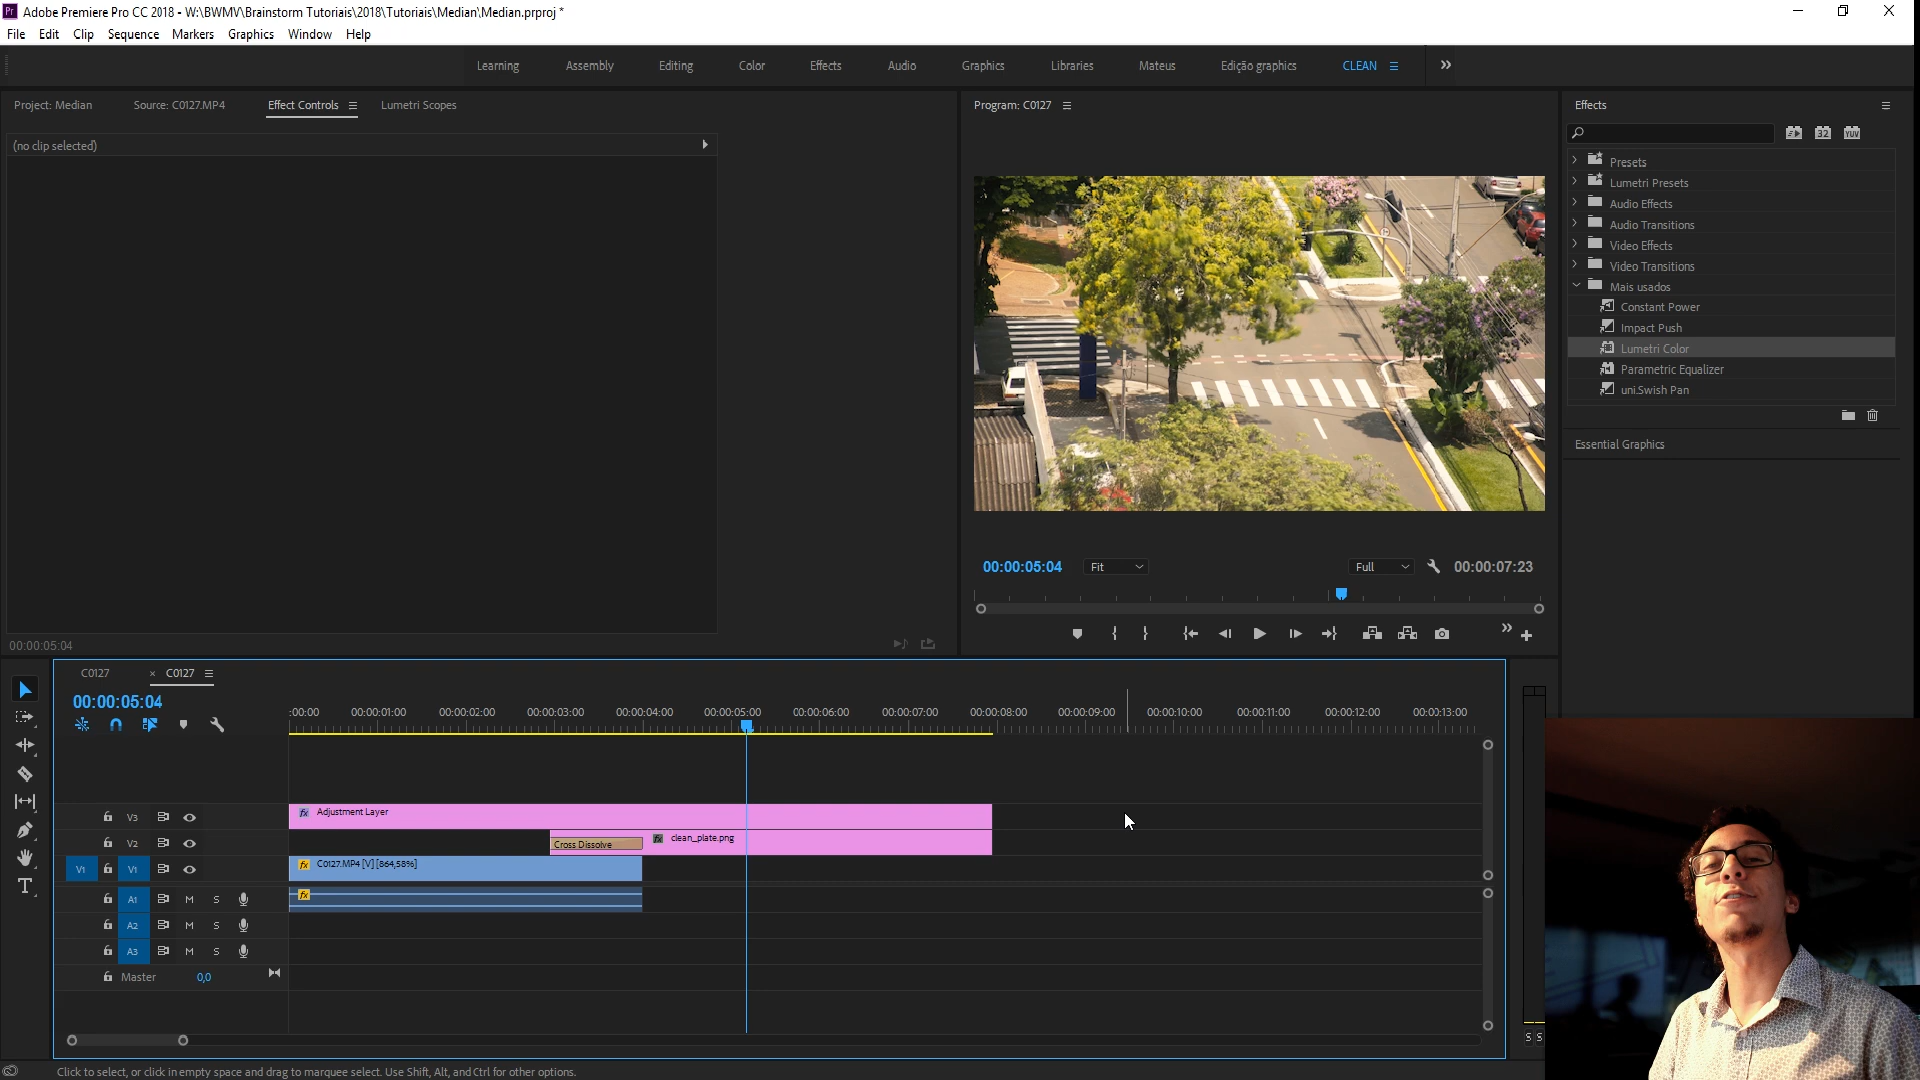 Adobe Premiere Pro CC 2018 - W:\BWMV\Brainstorm Tutoriais\2018\Tutoriais\Median\Median.prproj *
File Edit Clip Sequence Markers Graphics Window Help
Learning Assembly Editing Color Effects Audio Graphics Libraries Mateus Edição graphics CLEAN
Project: Median Source: C0127.MP4 Effect Controls Lumetri Scopes
(no clip selected)
00:00:05:04
Program: C0127
00:00:05:04 Fit Full 00:00:07:23
Effects
Presets
Lumetri Presets
Audio Effects
Audio Transitions
Video Effects
Video Transitions
Mais usados
Constant Power
Impact Push
Lumetri Color
Parametric Equalizer
uni.Swish Pan
Essential Graphics
C0127 × C0127
00:00:05:04
:00:00 00:00:01:00 00:00:02:00 00:00:03:00 00:00:04:00 00:00:05:00 00:00:06:00 00:00:07:00 00:00:08:00 00:00:09:00 00:00:10:00 00:00:11:00 00:00:12:00 00:00:13:00
V3 fx Adjustment Layer
V2 Cross Dissolve fx clean_plate.png
V1 V1 fx C0127.MP4 [V] [864,58%]
A1 M S fx
A2 M S
A3 M S
Master 0,0
S S
Click to select, or click in empty space and drag to marquee select. Use Shift, Alt, and Ctrl for other options.